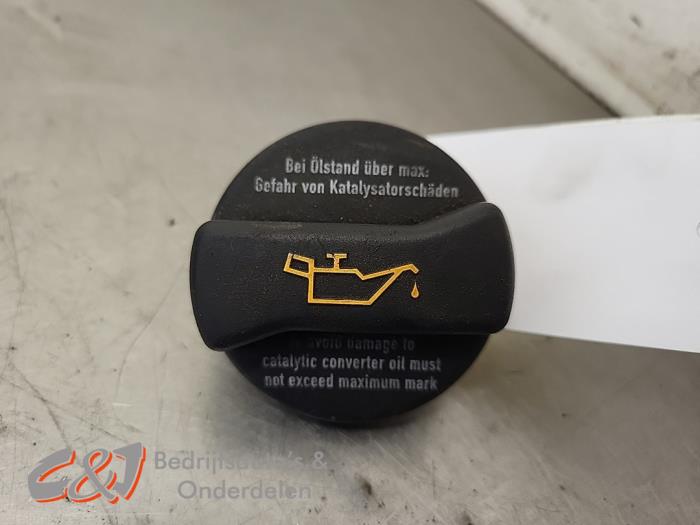 Bei Ölstand über max:
Gefahr von Katalysatorschäden
to avoid damage to
catalytic converter oil must
not exceed maximum mark
C&J Bedrijfsauto's &
Onderdelen